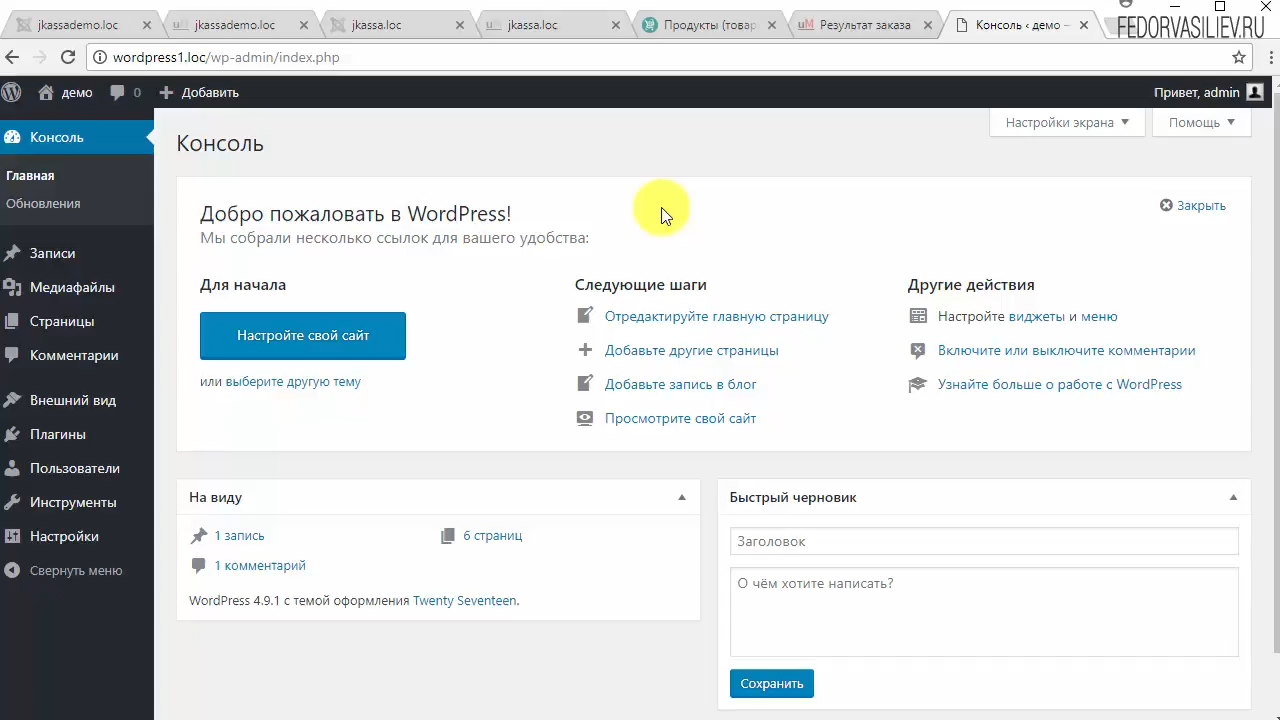 jkassademo.loc
jkassademo.loc
jkassa.loc
jkassa.loc
Продукты (товар
Результат заказа
Консоль ‹ демо —
FEDORVASILIEV.RU
wordpress1.loc/wp-admin/index.php
демо
0
Добавить
Привет, admin
Консоль
Главная
Обновления
Записи
Медиафайлы
Страницы
Комментарии
Внешний вид
Плагины
Пользователи
Инструменты
Настройки
Свернуть меню
Настройки экрана
Помощь
Консоль
Добро пожаловать в WordPress!
Мы собрали несколько ссылок для вашего удобства:
Закрыть
Для начала
Настройте свой сайт
или выберите другую тему
Следующие шаги
Отредактируйте главную страницу
Добавьте другие страницы
Добавьте запись в блог
Просмотрите свой сайт
Другие действия
Настройте виджеты и меню
Включите или выключите комментарии
Узнайте больше о работе с WordPress
На виду
1 запись
6 страниц
1 комментарий
WordPress 4.9.1 с темой оформления Twenty Seventeen.
Быстрый черновик
Заголовок
О чём хотите написать?
Сохранить